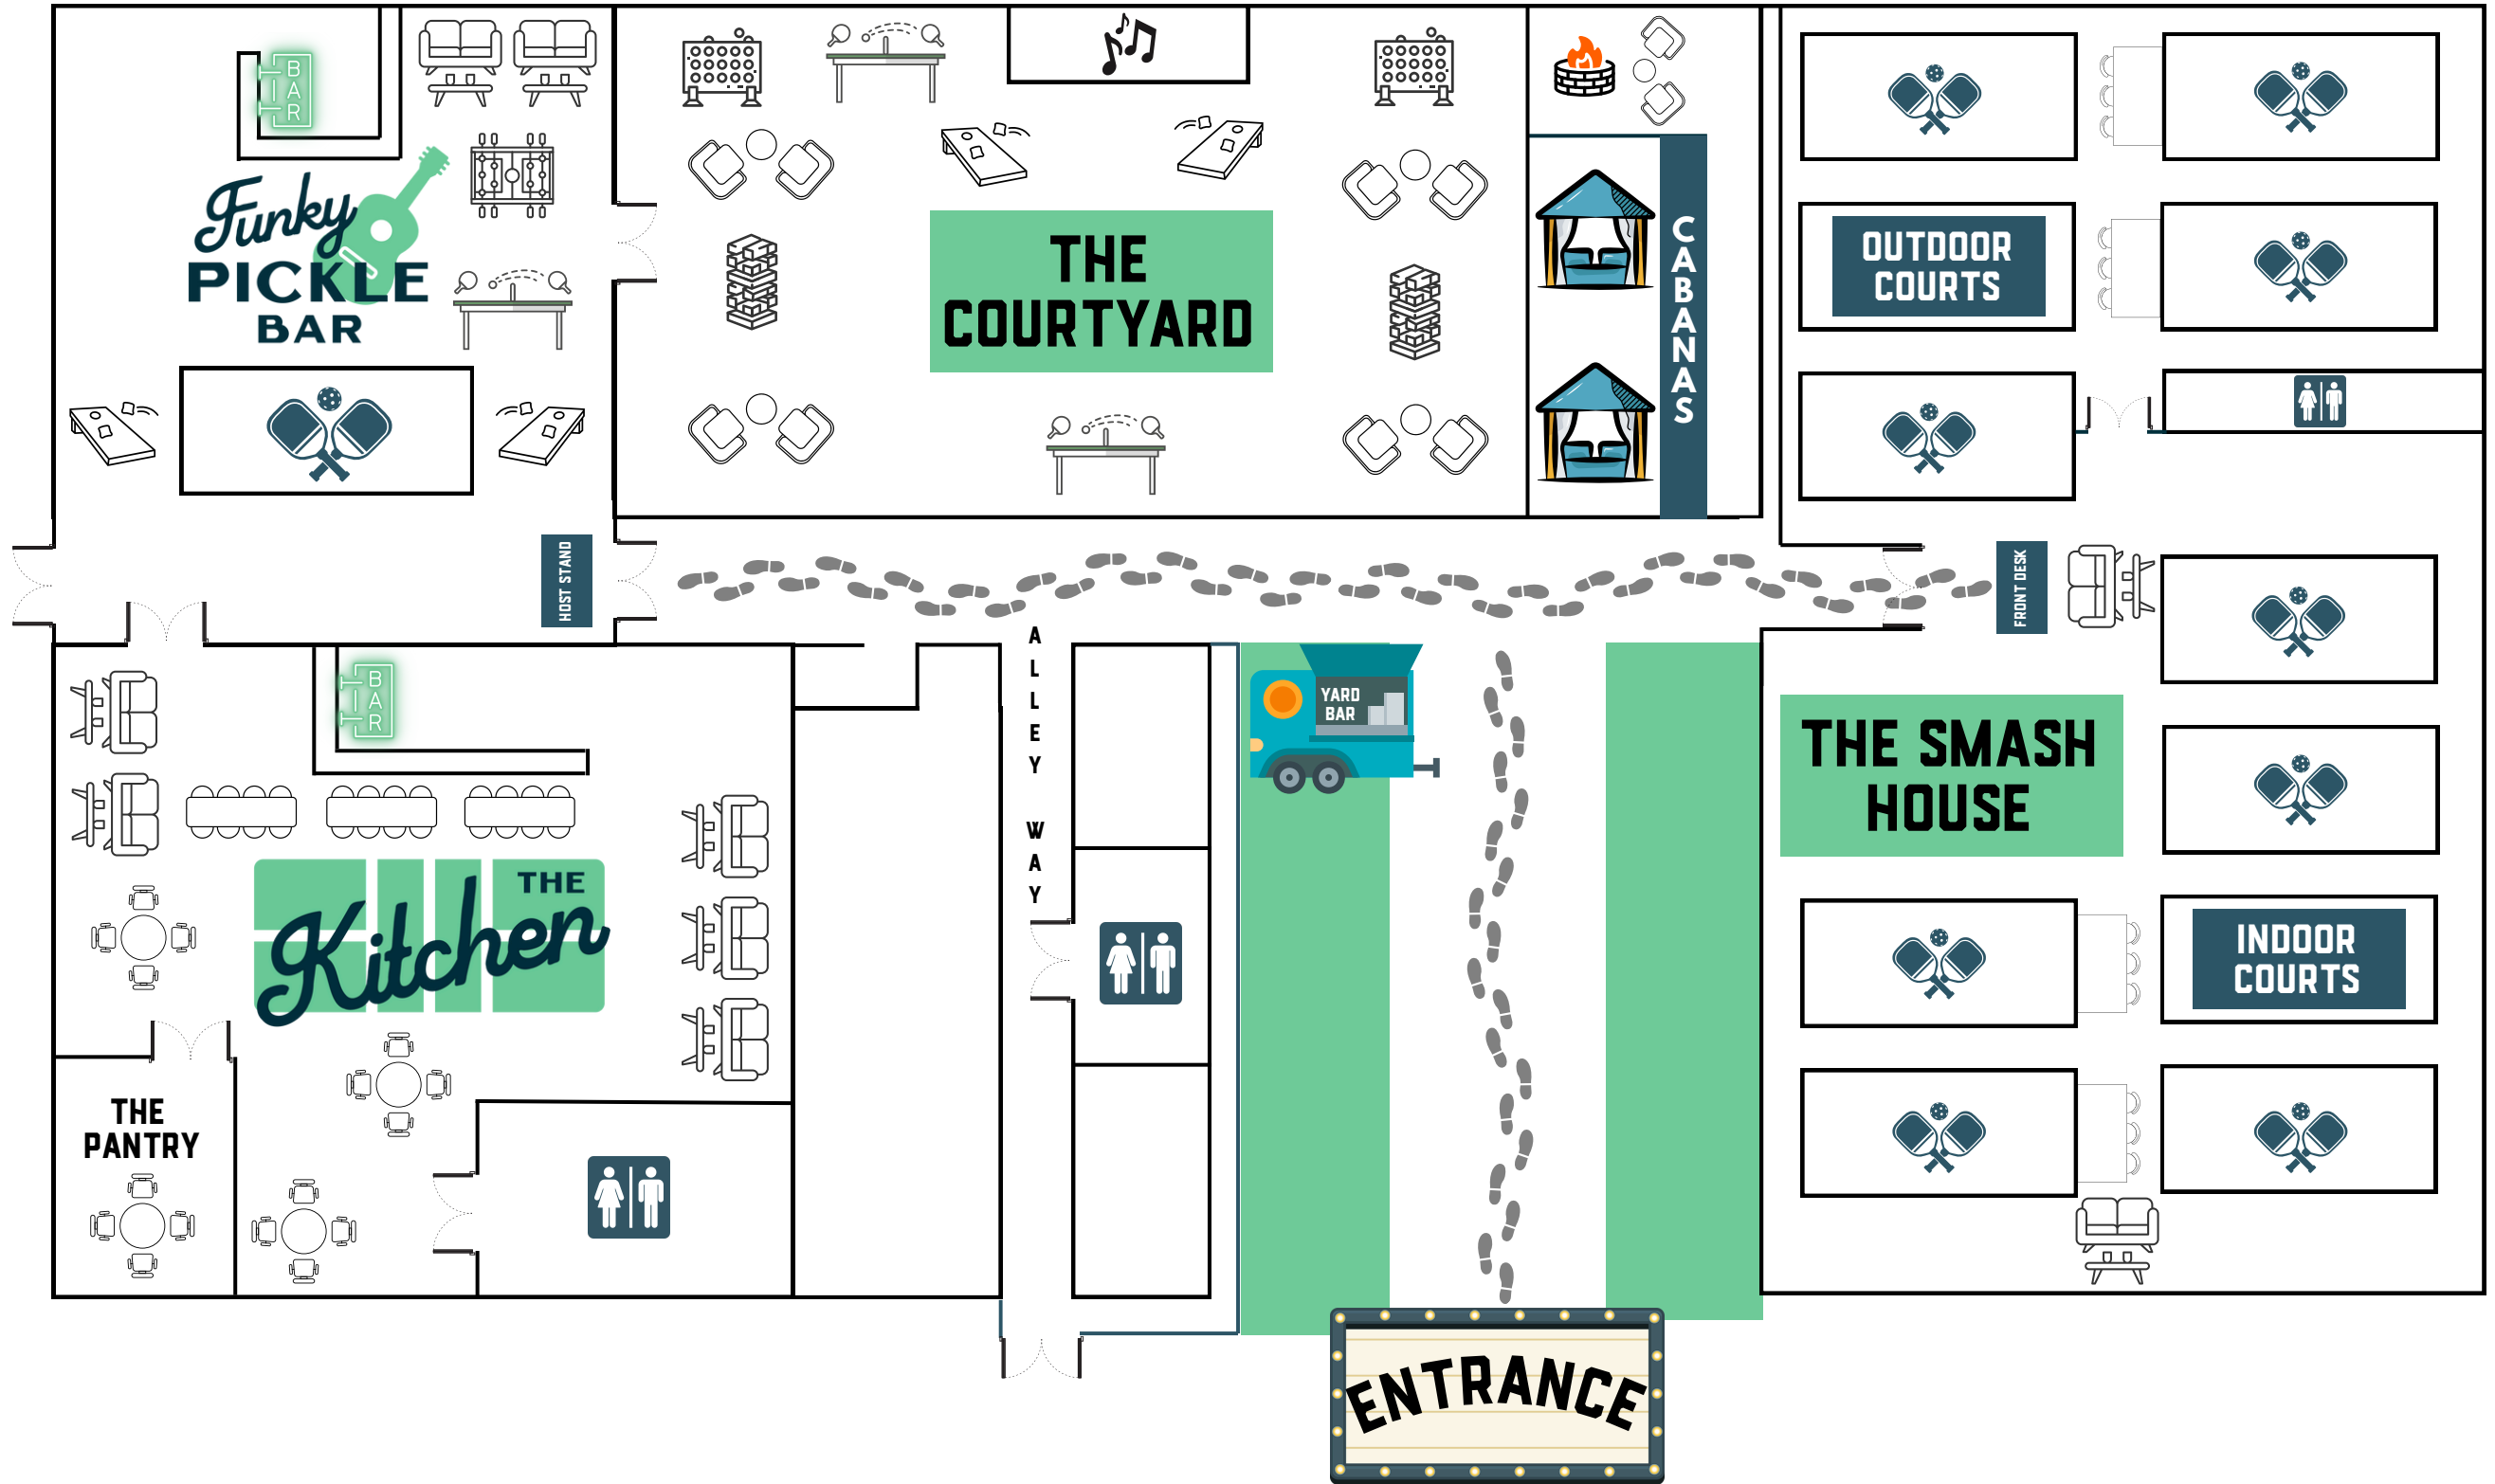 BAR
Funky
PICKLE
BAR
THE
COURTYARD
CABANAS
OUTDOOR
COURTS
HOST STAND
FRONT DESK
ALLEY WAY
BAR
YARD
BAR
THE SMASH
HOUSE
THE
Kitchen
INDOOR
COURTS
THE
PANTRY
ENTRANCE